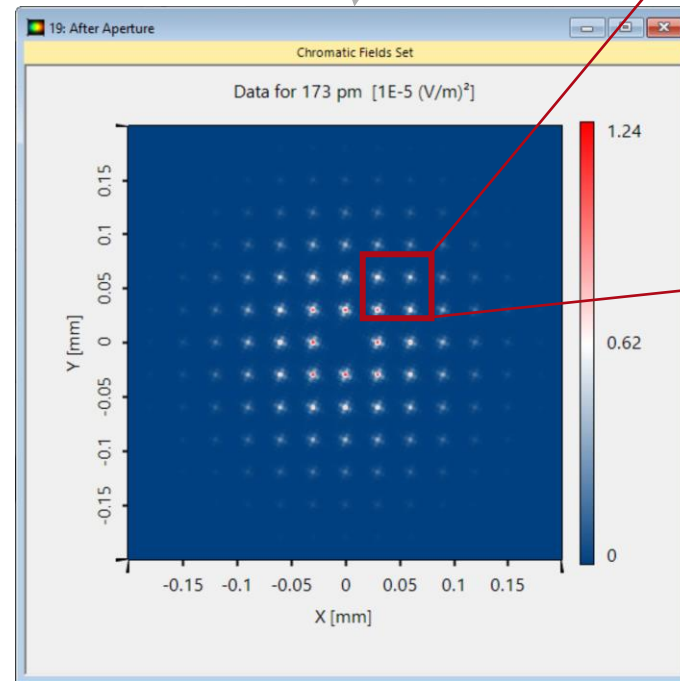 19: After Aperture
Chromatic Fields Set
Data for 173 pm [1E-5 (V/m)²]
1.24
0.62
0
0.15
0.1
0.05
0
-0.05
-0.1
-0.15
Y [mm]
-0.15 -0.1 -0.05 0 0.05 0.1 0.15
X [mm]